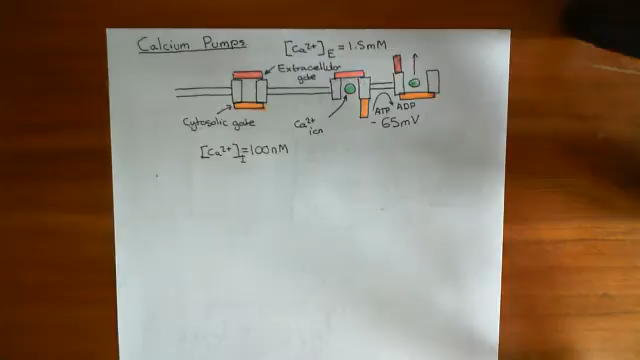 Calcium Pumps
[Ca²⁺]E = 1.5mM
Extracellular
gate
Cytosolic gate
Ca²⁺
ion
ATP ADP
-65mV
[Ca²⁺]I = 100nM